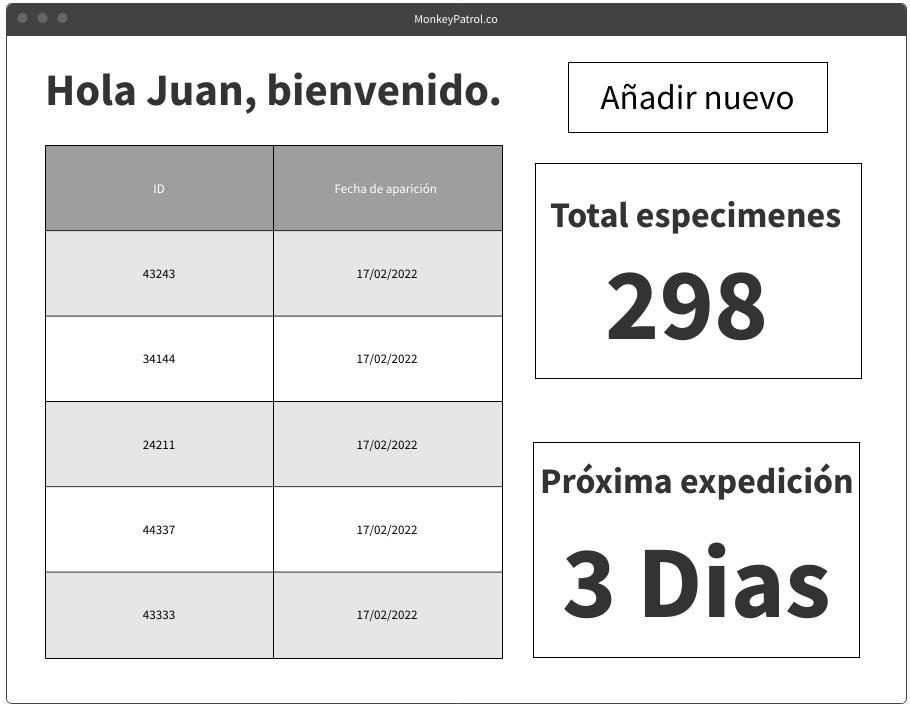 MonkeyPatrol.co
Hola Juan, bienvenido.
Añadir nuevo
ID Fecha de aparición
43243 17/02/2022
34144 17/02/2022
24211 17/02/2022
44337 17/02/2022
43333 17/02/2022
Total especimenes
298
Próxima expedición
3 Dias